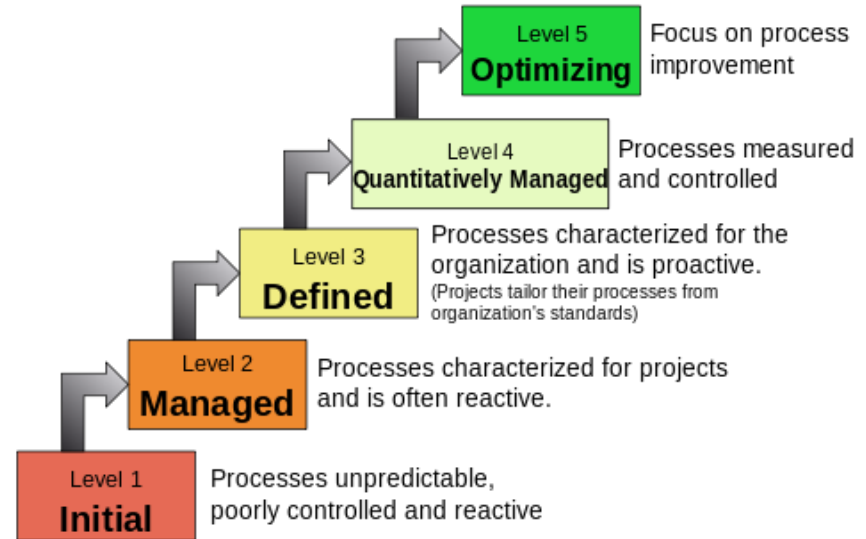 Level 5
Optimizing
Focus on process
improvement
Level 4
Quantitatively Managed
Processes measured
and controlled
Level 3
Defined
Processes characterized for the
organization and is proactive.
(Projects tailor their processes from
organization's standards)
Level 2
Managed
Processes characterized for projects
and is often reactive.
Level 1
Initial
Processes unpredictable,
poorly controlled and reactive